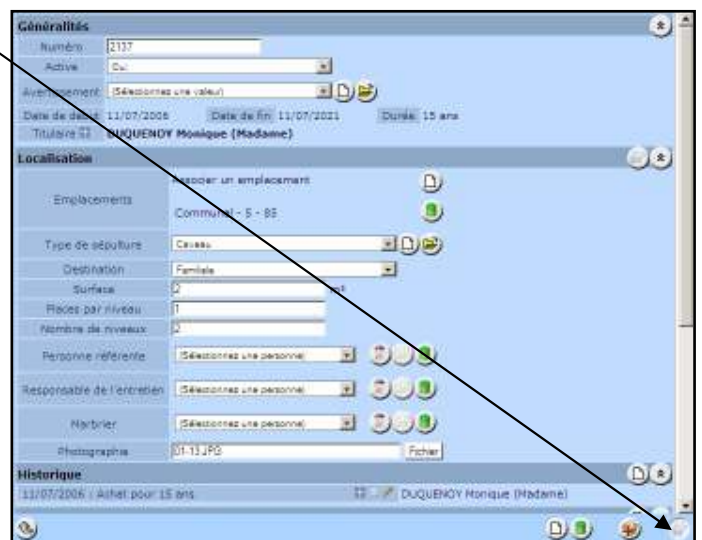 Généralités
Numéro 2137
Active Oui
Avertissement (Sélectionnez une valeur)
Date de début 11/07/2006 Date de fin 11/07/2021 Durée 15 ans
Titulaire DUQUENOY Monique (Madame)
Localisation
Associer un emplacement
Emplacements
Communal - S - 85
Type de sépulture Caveau
Destination Familiale
Surface 2 m²
Places par niveau 1
Nombre de niveaux 2
Personne référente (Sélectionnez une personne)
Responsable de l'entretien (Sélectionnez une personne)
Marbrier (Sélectionnez une personne)
Photographie 01-13.JPG Fichier
Historique
11/07/2006 : Achat pour 15 ans DUQUENOY Monique (Madame)